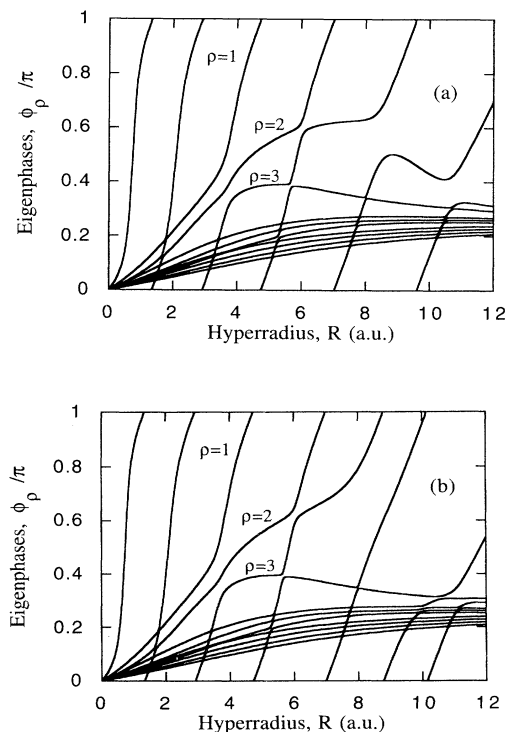 1
0.8
0.6
0.4
0.2
0
Eigenphases, ϕρ /π
ρ=1
ρ=2
ρ=3
(a)
0 2 4 6 8 10 12
Hyperradius, R (a.u.)
1
0.8
0.6
0.4
0.2
0
Eigenphases, ϕρ /π
ρ=1
ρ=2
ρ=3
(b)
0 2 4 6 8 10 12
Hyperradius, R (a.u.)